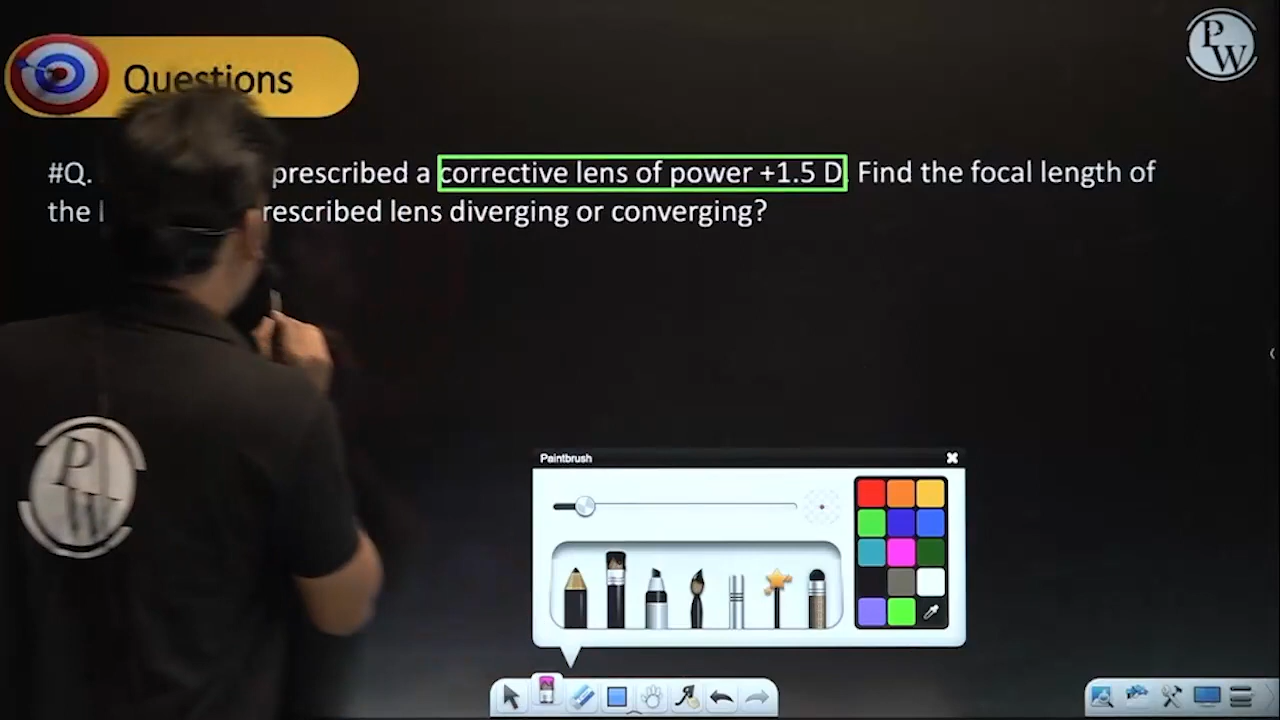 P
W
Questions
#Q. prescribed a corrective lens of power +1.5 D. Find the focal length of
the rescribed lens diverging or converging?
P
W
Paintbrush